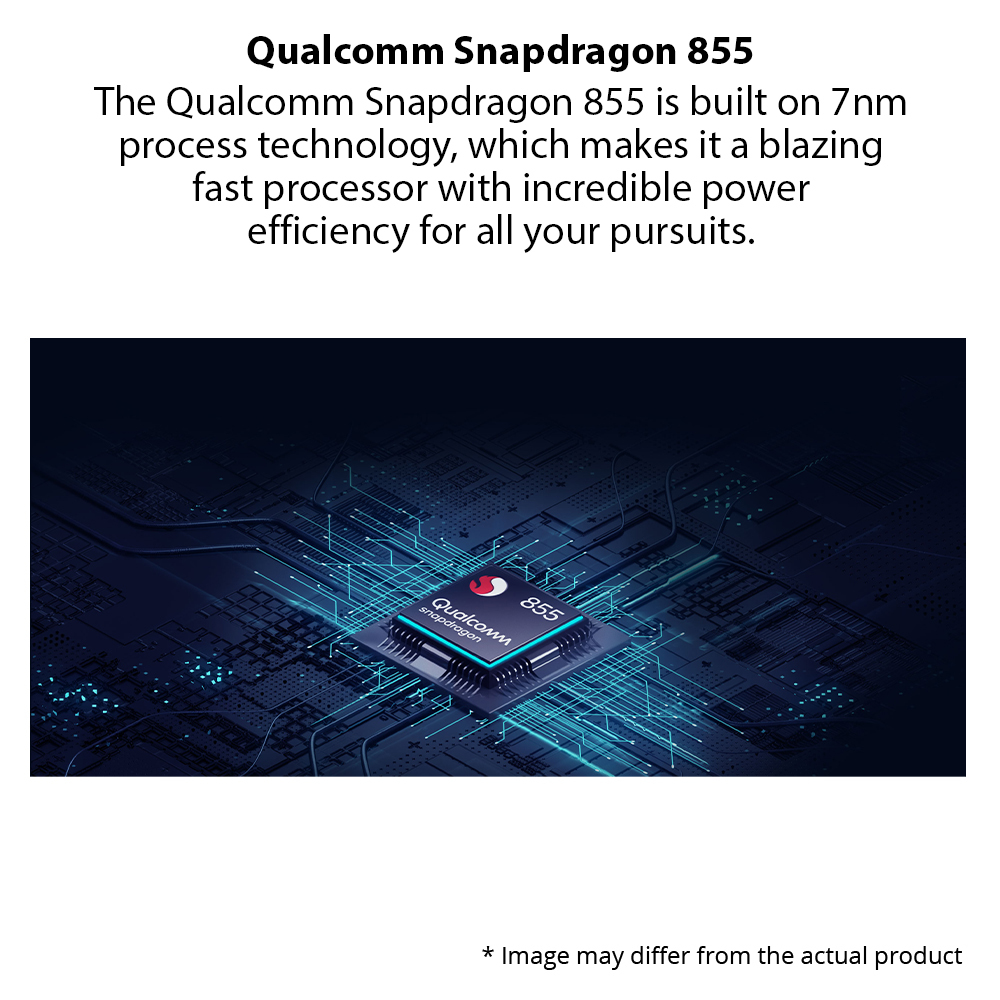 Qualcomm Snapdragon 855
The Qualcomm Snapdragon 855 is built on 7nm
process technology, which makes it a blazing
fast processor with incredible power
efficiency for all your pursuits.
855
Qualcomm
snapdragon
* Image may differ from the actual product